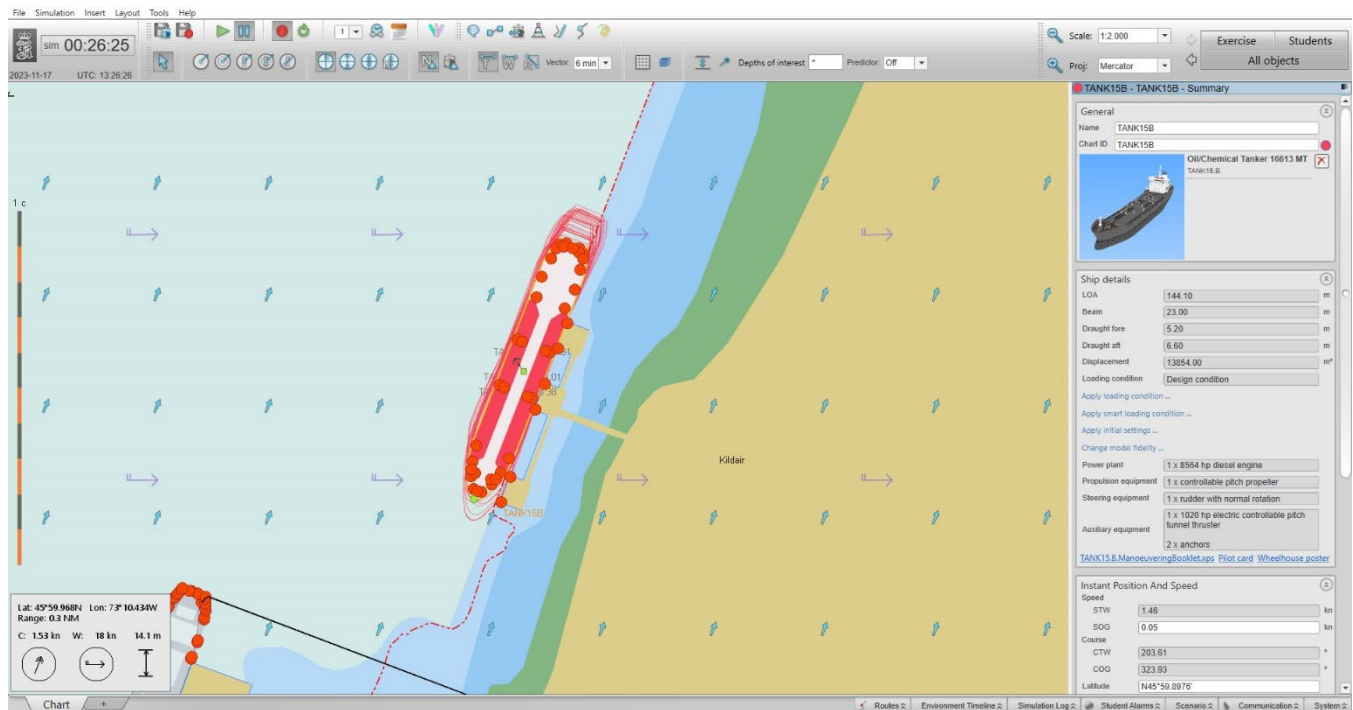 File Simulation Insert Layout Tools Help
sim 00:26:25
2023-11-17 UTC: 13:26:26
1
Vector: 6 min
Depths of interest *
Predictor: Off
Scale: 1:2.000
Proj: Mercator
Exercise Students
All objects
1 c
Kildair
TANK15B
Lat: 45°59.968N Lon: 73°10.434W
Range: 0.3 NM
C: 1.53 kn W: 18 kn 14.1 m
TANK15B - TANK15B - Summary
General
Name TANK15B
Chart ID TANK15B
Oil/Chemical Tanker 16613 MT
TANK15.B
Ship details
LOA 144.10 m
Beam 23.00 m
Draught fore 5.20 m
Draught aft 6.60 m
Displacement 13854.00 m³
Loading condition Design condition
Apply loading condition ...
Apply smart loading condition ...
Apply initial settings ...
Change model fidelity ...
Power plant 1 x 8564 hp diesel engine
Propulsion equipment 1 x controllable pitch propeller
Steering equipment 1 x rudder with normal rotation
Auxiliary equipment 1 x 1020 hp electric controllable pitch
tunnel thruster
2 x anchors
TANK15.B.ManoeuveringBooklet.xps Pilot card Wheelhouse poster
Instant Position And Speed
Speed
STW 1.46 kn
SOG 0.05 kn
Course
CTW 203.61 °
COG 323.93 °
Latitude N45°59.8976'
Chart +
Routes Environment Timeline Simulation Log Student Alarms Scenario Communication System